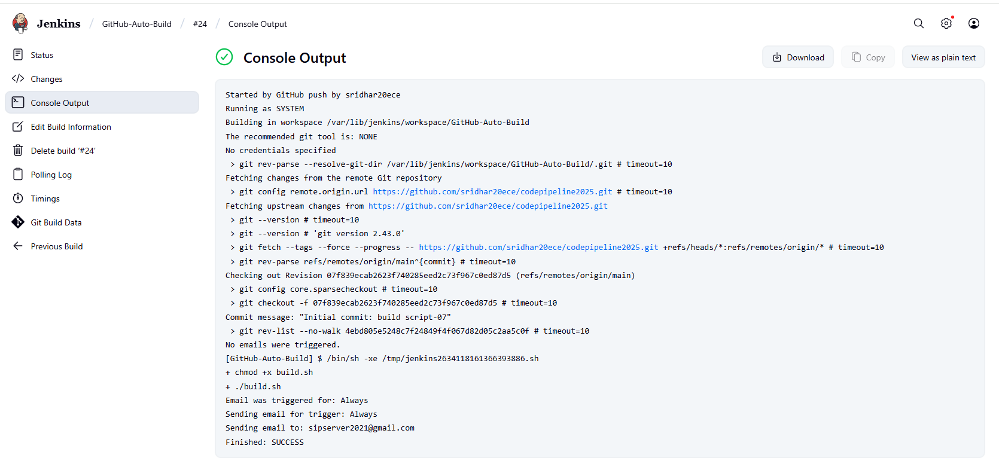 Jenkins / GitHub-Auto-Build / #24 / Console Output
Status
Changes
Console Output
Edit Build Information
Delete build ‘#24’
Polling Log
Timings
Git Build Data
Previous Build
Console Output
Download
Copy
View as plain text
Started by GitHub push by sridhar20ece
Running as SYSTEM
Building in workspace /var/lib/jenkins/workspace/GitHub-Auto-Build
The recommended git tool is: NONE
No credentials specified
 > git rev-parse --resolve-git-dir /var/lib/jenkins/workspace/GitHub-Auto-Build/.git # timeout=10
Fetching changes from the remote Git repository
 > git config remote.origin.url https://github.com/sridhar20ece/codepipeline2025.git # timeout=10
Fetching upstream changes from https://github.com/sridhar20ece/codepipeline2025.git
 > git --version # timeout=10
 > git --version # 'git version 2.43.0'
 > git fetch --tags --force --progress -- https://github.com/sridhar20ece/codepipeline2025.git +refs/heads/*:refs/remotes/origin/* # timeout=10
 > git rev-parse refs/remotes/origin/main^{commit} # timeout=10
Checking out Revision 07f839ecab2623f740285eed2c73f967c0ed87d5 (refs/remotes/origin/main)
 > git config core.sparsecheckout # timeout=10
 > git checkout -f 07f839ecab2623f740285eed2c73f967c0ed87d5 # timeout=10
Commit message: "Initial commit: build script-07"
 > git rev-list --no-walk 4ebd805e5248c7f24849f4f067d82d05c2aa5c0f # timeout=10
No emails were triggered.
[GitHub-Auto-Build] $ /bin/sh -xe /tmp/jenkins2634118161366393886.sh
+ chmod +x build.sh
+ ./build.sh
Email was triggered for: Always
Sending email for trigger: Always
Sending email to: sipserver2021@gmail.com
Finished: SUCCESS